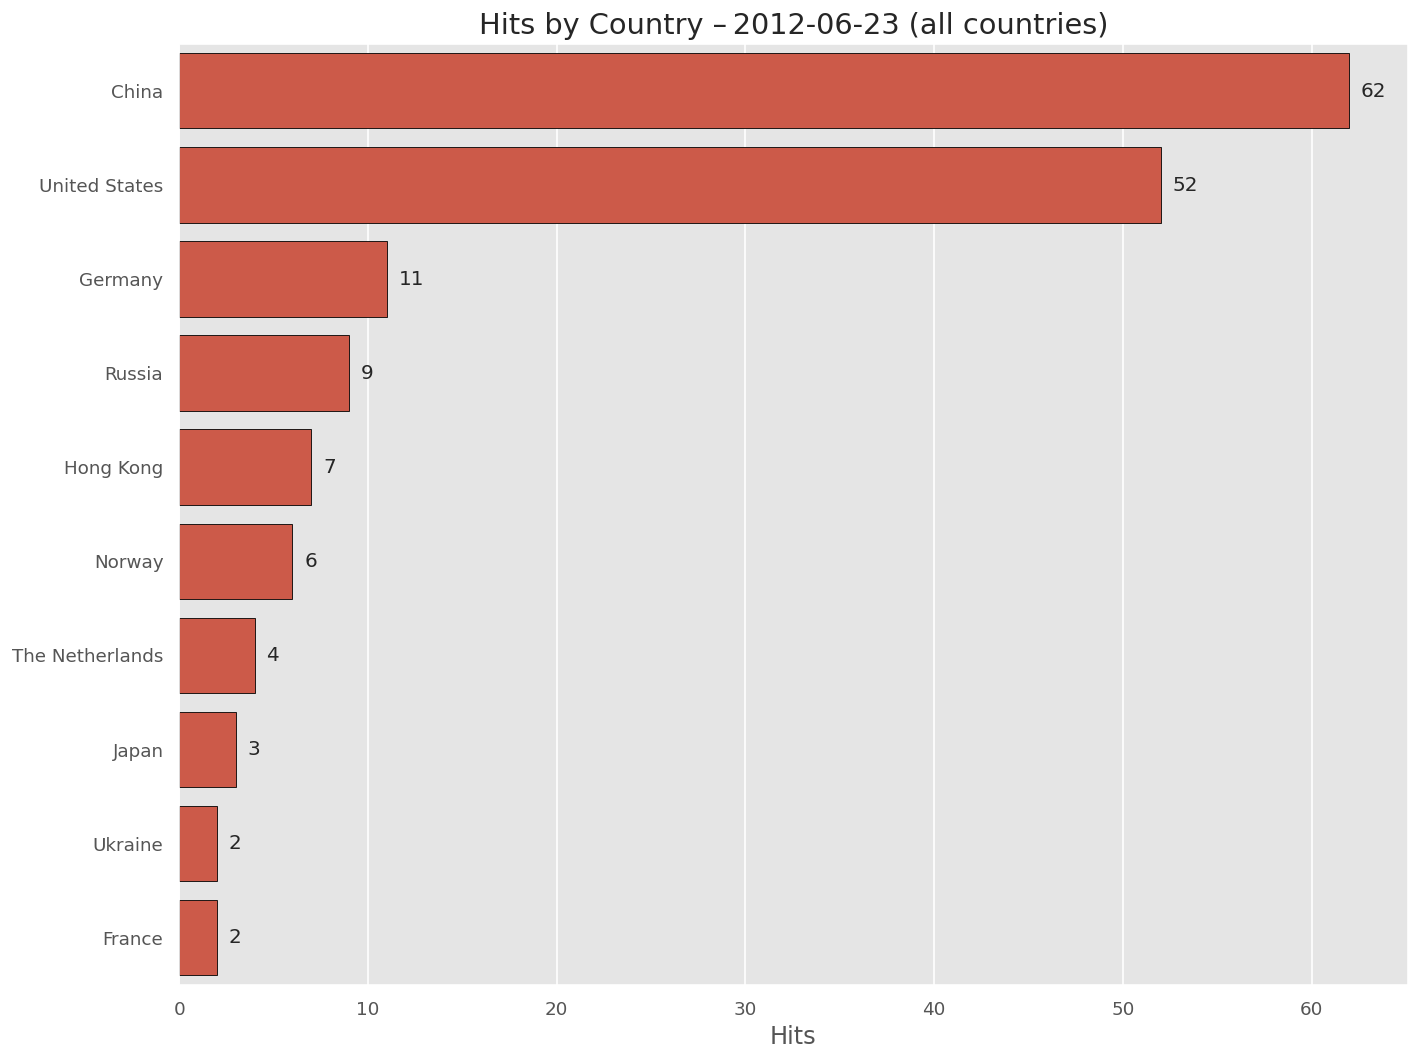 Hits by Country – 2012-06-23 (all countries)
China 62
United States 52
Germany 11
Russia 9
Hong Kong 7
Norway 6
The Netherlands 4
Japan 3
Ukraine 2
France 2
0 10 20 30 40 50 60
Hits